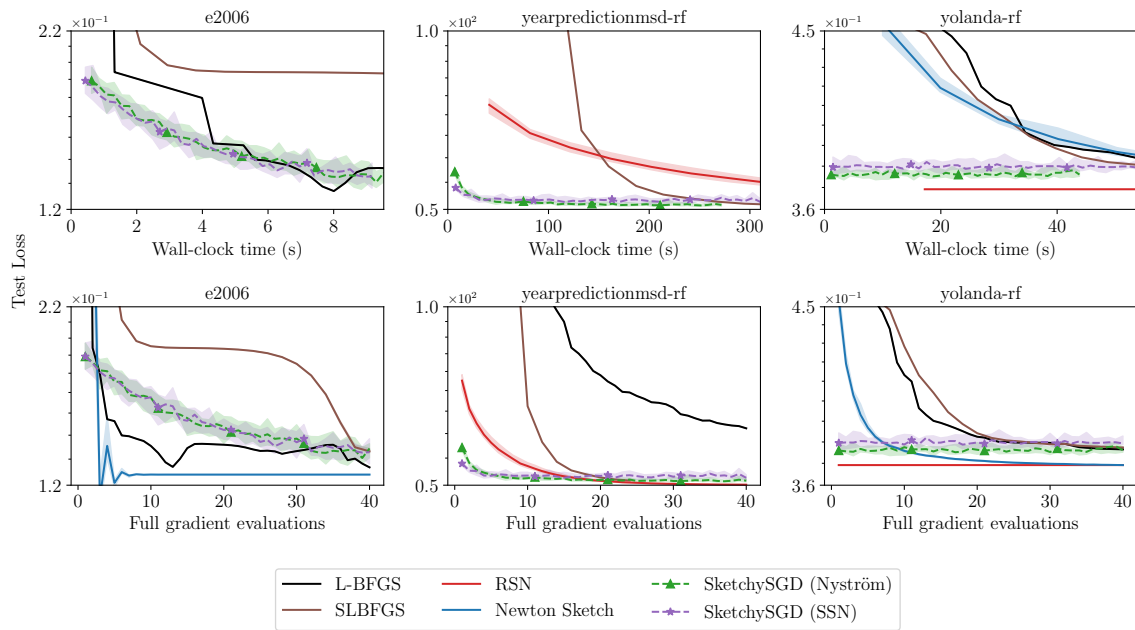 e2006
yearpredictionmsd-rf
yolanda-rf
×10⁻¹
×10²
×10⁻¹
2.2
1.2
1.0
0.5
4.5
3.6
0 2 4 6 8
0 100 200 300
0 20 40
Wall-clock time (s)
Wall-clock time (s)
Wall-clock time (s)
Test Loss
e2006
yearpredictionmsd-rf
yolanda-rf
×10⁻¹
×10²
×10⁻¹
2.2
1.2
1.0
0.5
4.5
3.6
0 10 20 30 40
0 10 20 30 40
0 10 20 30 40
Full gradient evaluations
Full gradient evaluations
Full gradient evaluations
L-BFGS
SLBFGS
RSN
Newton Sketch
SketchySGD (Nyström)
SketchySGD (SSN)